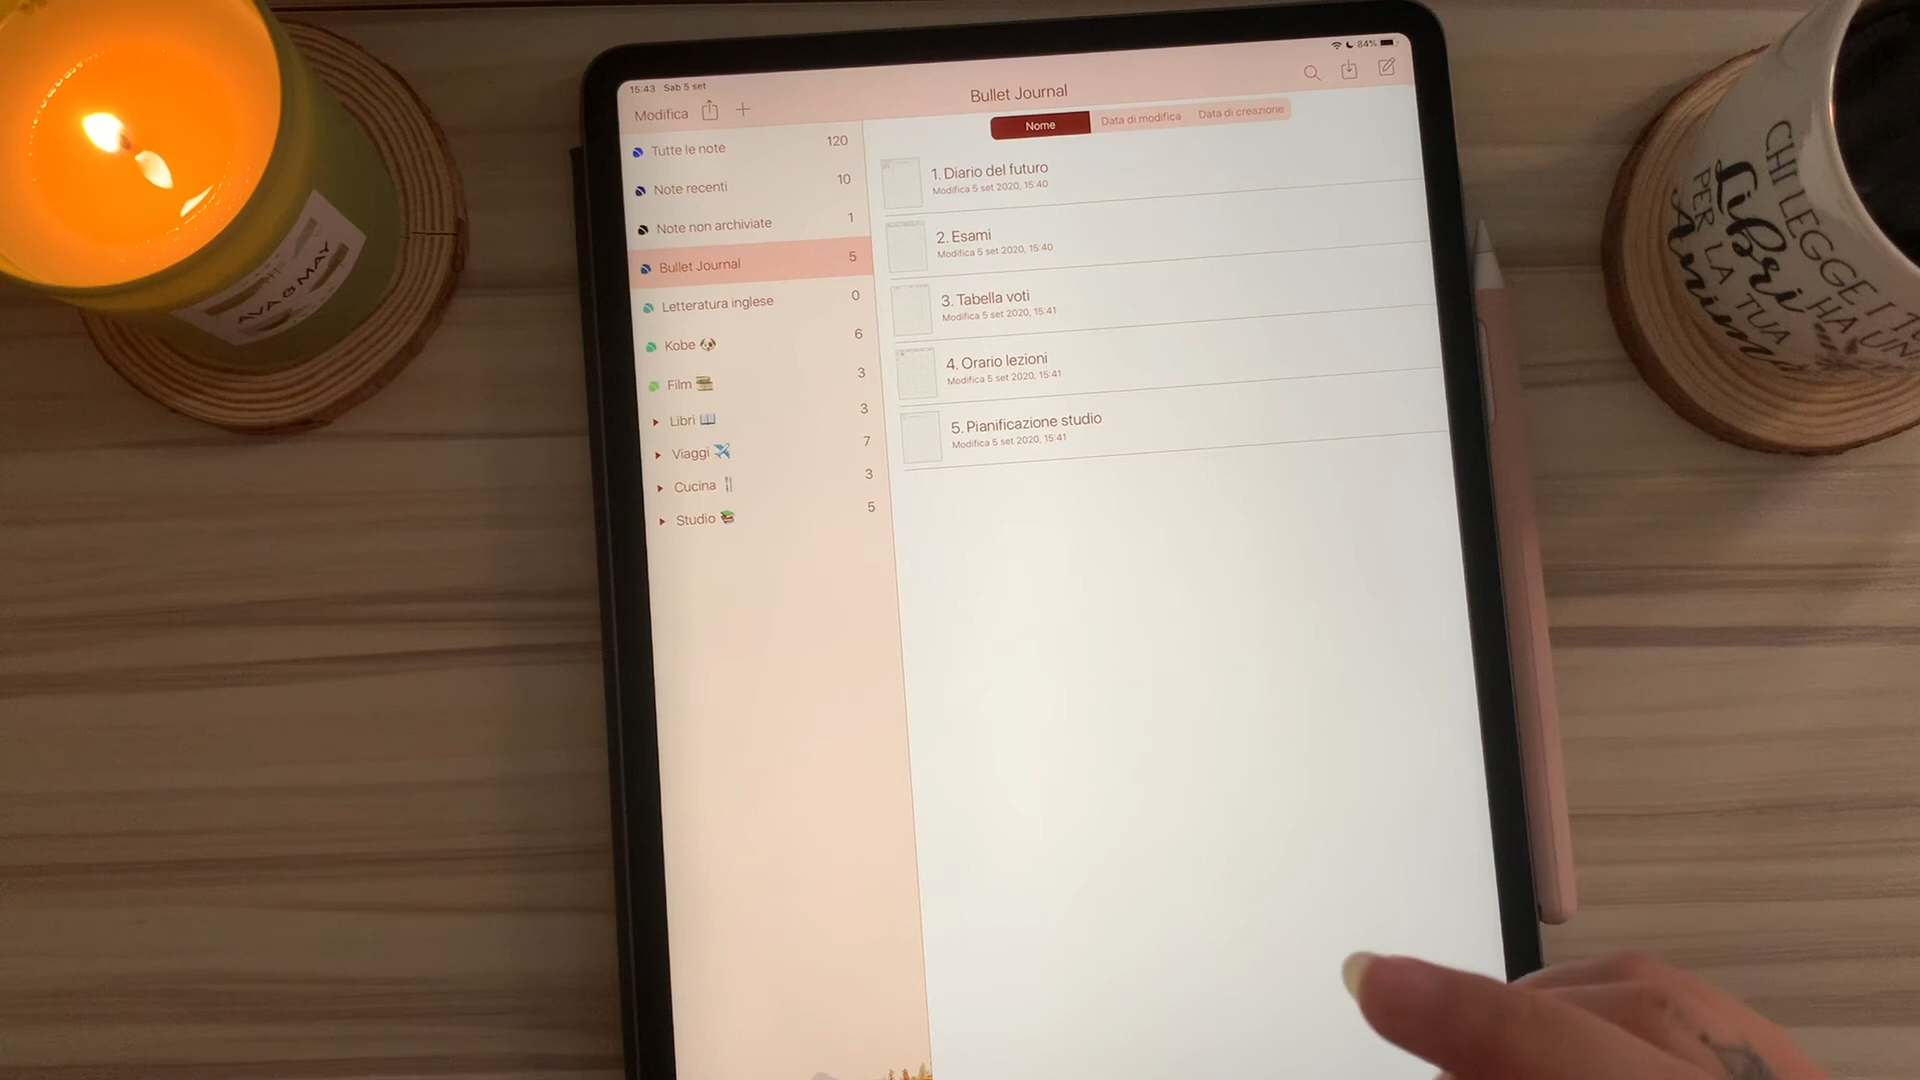 15:43 Sab 5 set
84%
Modifica
Bullet Journal
Nome
Data di modifica
Data di creazione
Tutte le note 120
Note recenti 10
Note non archiviate 1
Bullet Journal 5
Letteratura inglese 0
Kobe 🐶 6
Film 3
Libri 📖 3
Viaggi ✈️ 7
Cucina 🍴 3
Studio 📚 5
1. Diario del futuro
Modifica 5 set 2020, 15:40
2. Esami
Modifica 5 set 2020, 15:40
3. Tabella voti
Modifica 5 set 2020, 15:41
4. Orario lezioni
Modifica 5 set 2020, 15:41
5. Pianificazione studio
Modifica 5 set 2020, 15:41
AVA & MAY
CHI LEGGE I
Libri HA UN
PER LA TUA